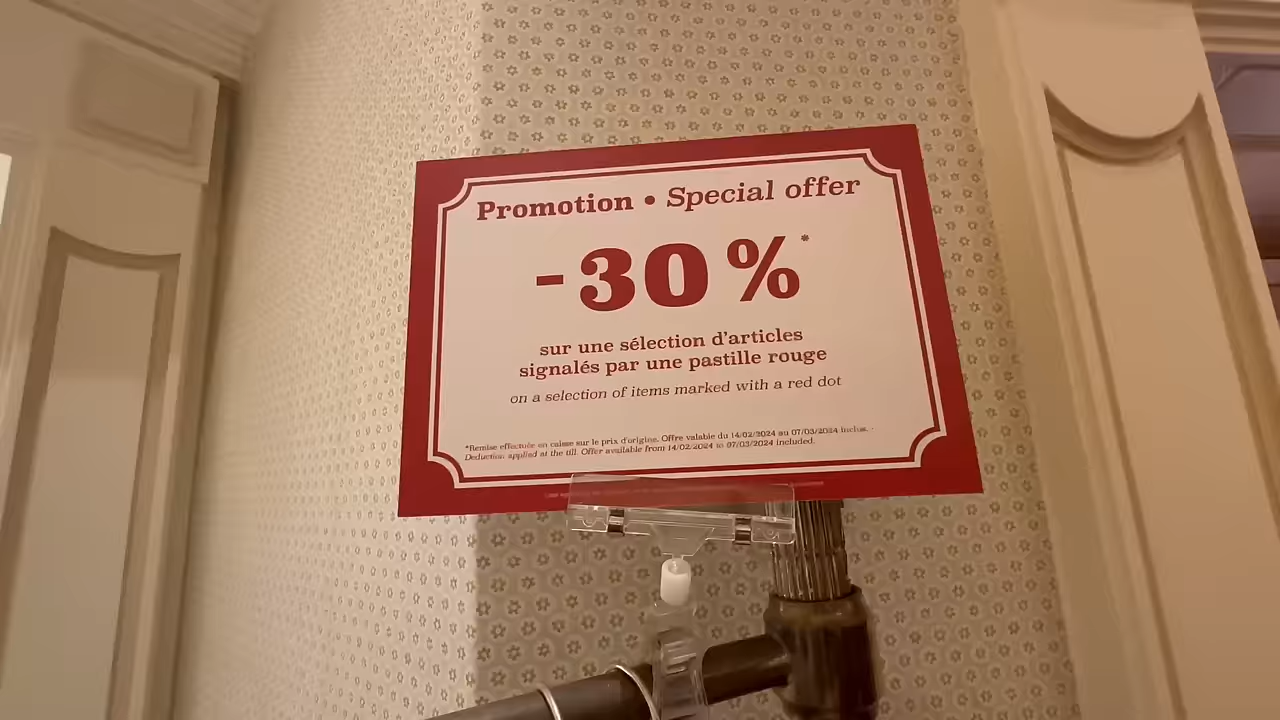 Promotion • Special offer
-30%*
sur une sélection d'articles
signalés par une pastille rouge
on a selection of items marked with a red dot
*Remise effectuée en caisse sur le prix d'origine. Offre valable du 14/02/2024 au 07/03/2024 inclus. -
Deduction applied at the till. Offer available from 14/02/2024 to 07/03/2024 included.